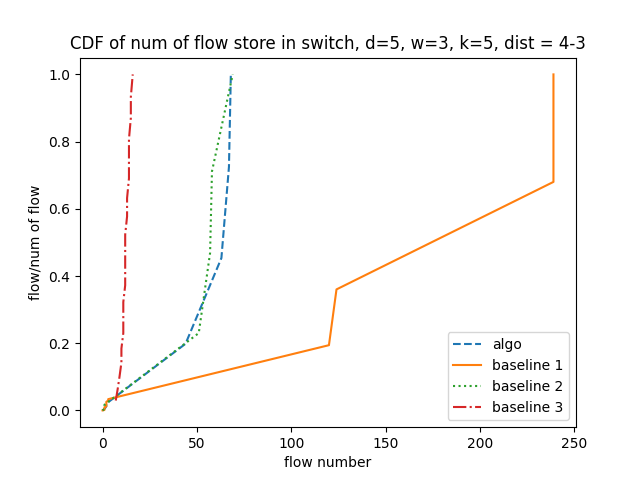 CDF of num of flow store in switch, d=5, w=3, k=5, dist = 4-3
1.0
0.8
0.6
0.4
0.2
0.0
flow/num of flow
algo
baseline 1
baseline 2
baseline 3
0 50 100 150 200 250
flow number